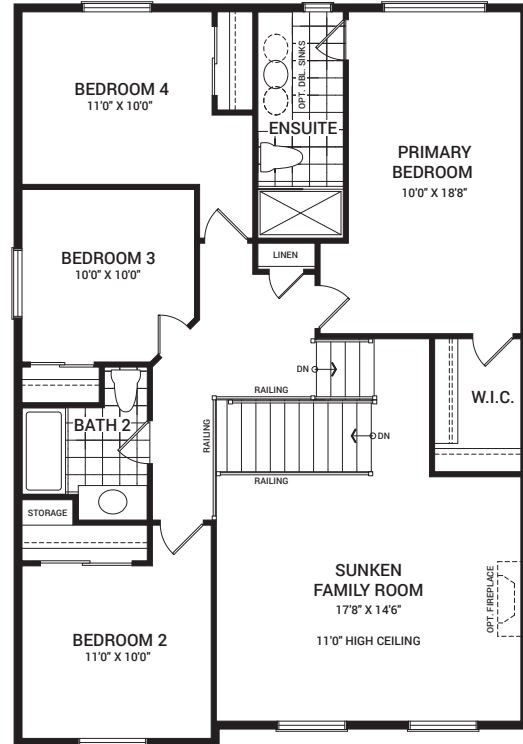 BEDROOM 4
11'0" X 10'0"
OPT. DBL. SINKS
ENSUITE
PRIMARY
BEDROOM
10'0" X 18'8"
BEDROOM 3
10'0" X 10'0"
LINEN
DN
RAILING
W.I.C.
BATH 2
RAILING
DN
RAILING
STORAGE
SUNKEN
FAMILY ROOM
17'8" X 14'6"
11'0" HIGH CEILING
OPT. FIREPLACE
BEDROOM 2
11'0" X 10'0"